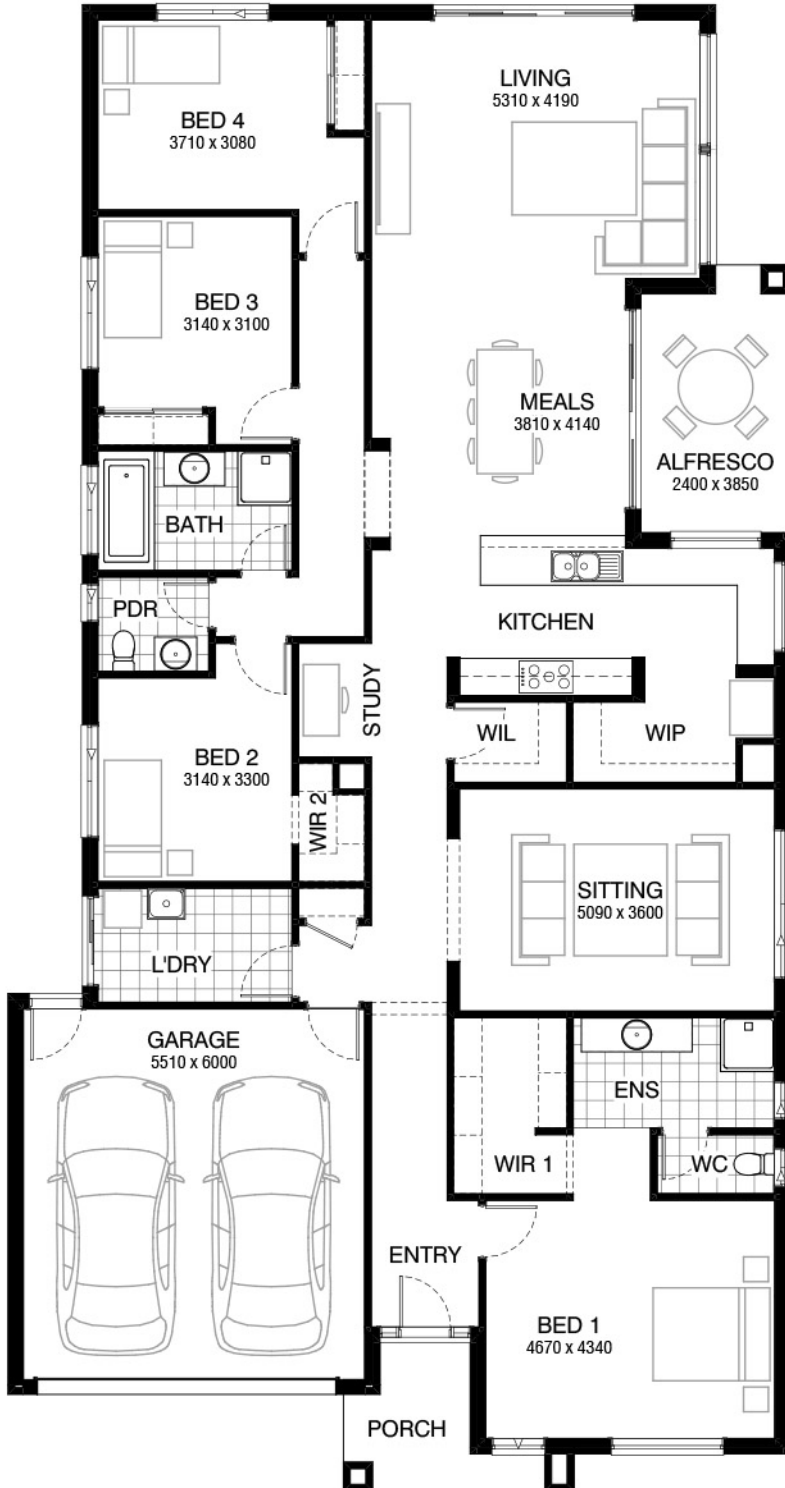 LIVING
5310 x 4190
BED 4
3710 x 3080
BED 3
3140 x 3100
MEALS
3810 x 4140
ALFRESCO
2400 x 3850
BATH
PDR
KITCHEN
STUDY
WIL
WIP
BED 2
3140 x 3300
WIR 2
SITTING
5090 x 3600
L'DRY
GARAGE
5510 x 6000
ENS
WIR 1
WC
ENTRY
BED 1
4670 x 4340
PORCH